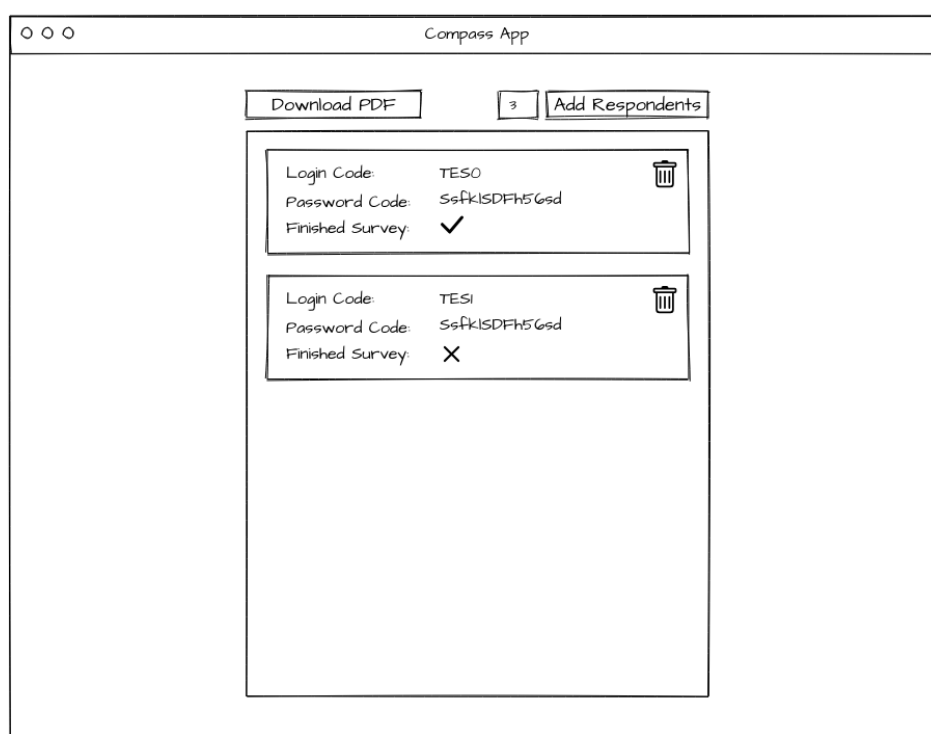 Compass App
Download PDF 3 Add Respondents
Login Code: TES0
Password Code: SsfklSDFh56sd
Finished Survey:
Login Code: TES1
Password Code: SsfklSDFh56sd
Finished Survey: